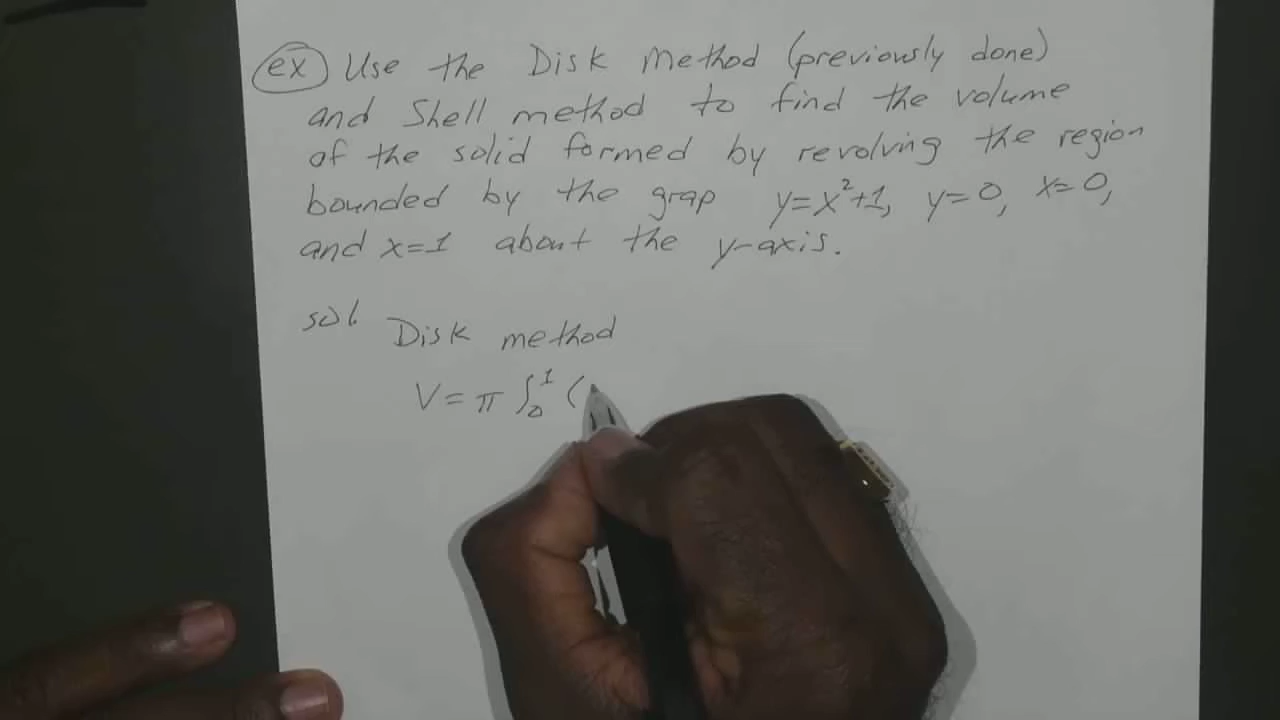 ex Use the Disk Method (previously done)
and Shell method to find the volume
of the solid formed by revolving the region
bounded by the grap y=x²+1, y=0, x=0,
and x=1 about the y-axis.
sol. Disk method
V = π ∫₀¹ (